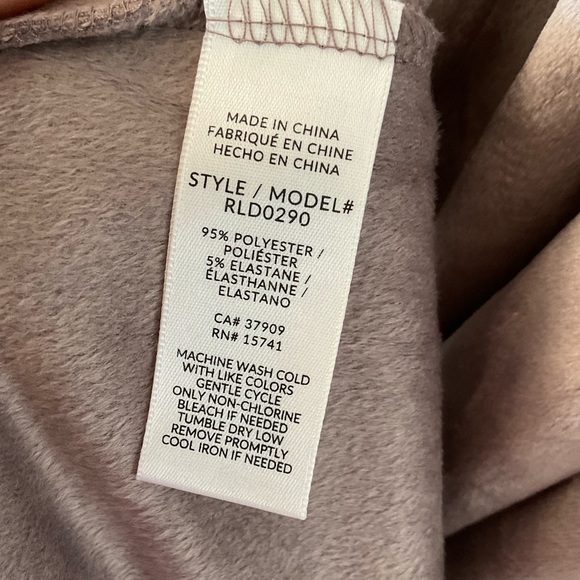 MADE IN CHINA
FABRIQUÉ EN CHINE
HECHO EN CHINA
STYLE / MODEL#
RLD0290
95% POLYESTER /
POLIÉSTER
5% ELASTANE /
ÉLASTHANNE /
ELASTANO
CA# 37909
RN# 15741
MACHINE WASH COLD
WITH LIKE COLORS
GENTLE CYCLE
ONLY NON-CHLORINE
BLEACH IF NEEDED
TUMBLE DRY LOW
REMOVE PROMPTLY
COOL IRON IF NEEDED